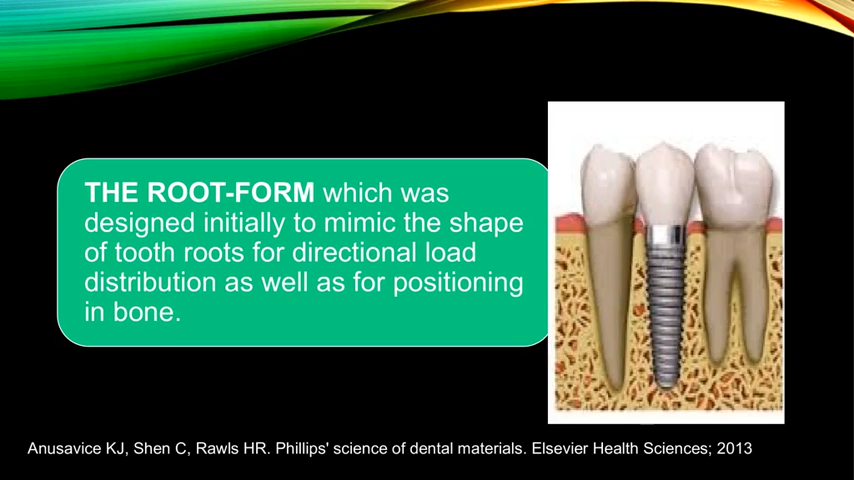 THE ROOT-FORM which was
designed initially to mimic the shape
of tooth roots for directional load
distribution as well as for positioning
in bone.
Anusavice KJ, Shen C, Rawls HR. Phillips' science of dental materials. Elsevier Health Sciences; 2013